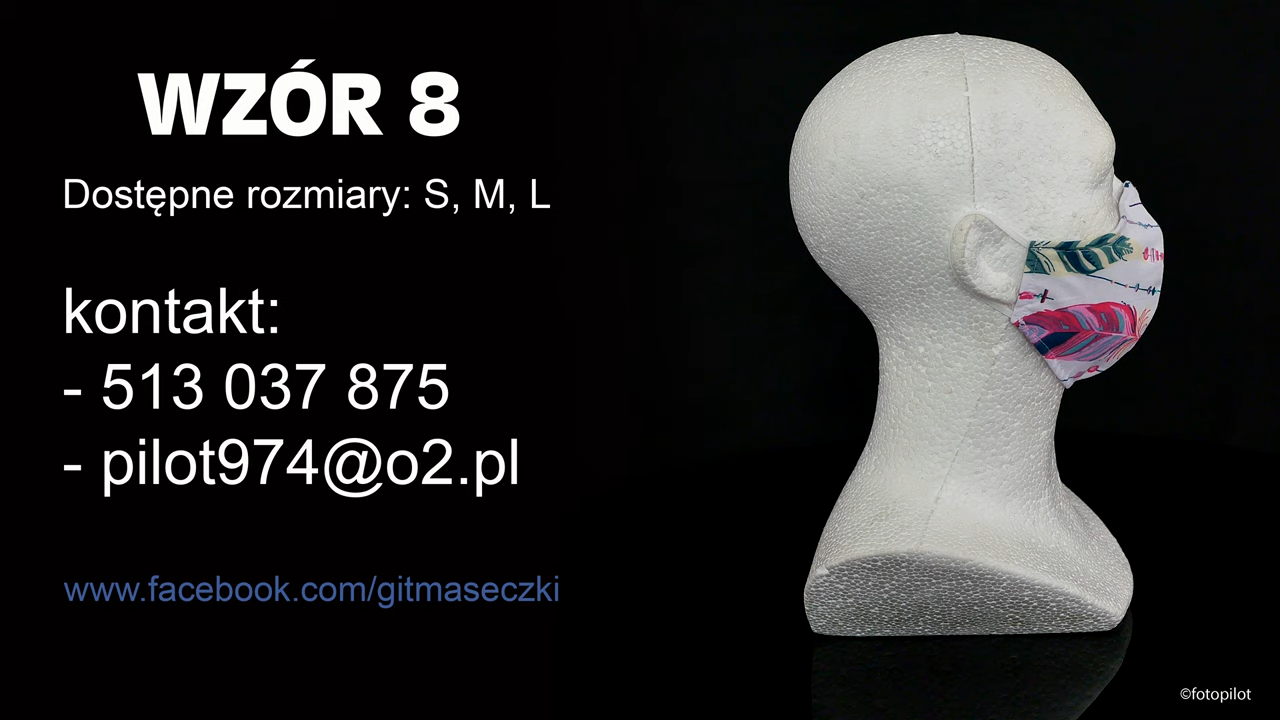 WZÓR 8
Dostępne rozmiary: S, M, L
kontakt:
- 513 037 875
- pilot974@o2.pl
www.facebook.com/gitmaseczki
©fotopilot